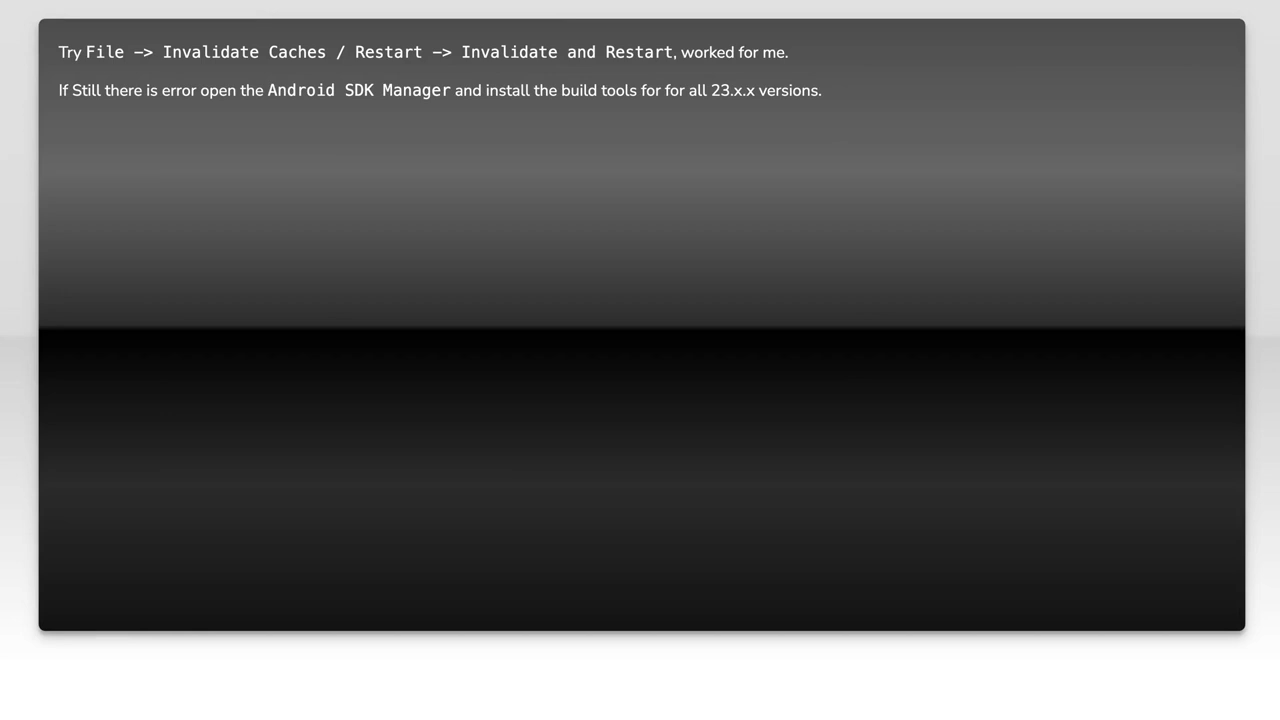 Try File -> Invalidate Caches / Restart -> Invalidate and Restart, worked for me.
If Still there is error open the Android SDK Manager and install the build tools for for all 23.x.x versions.